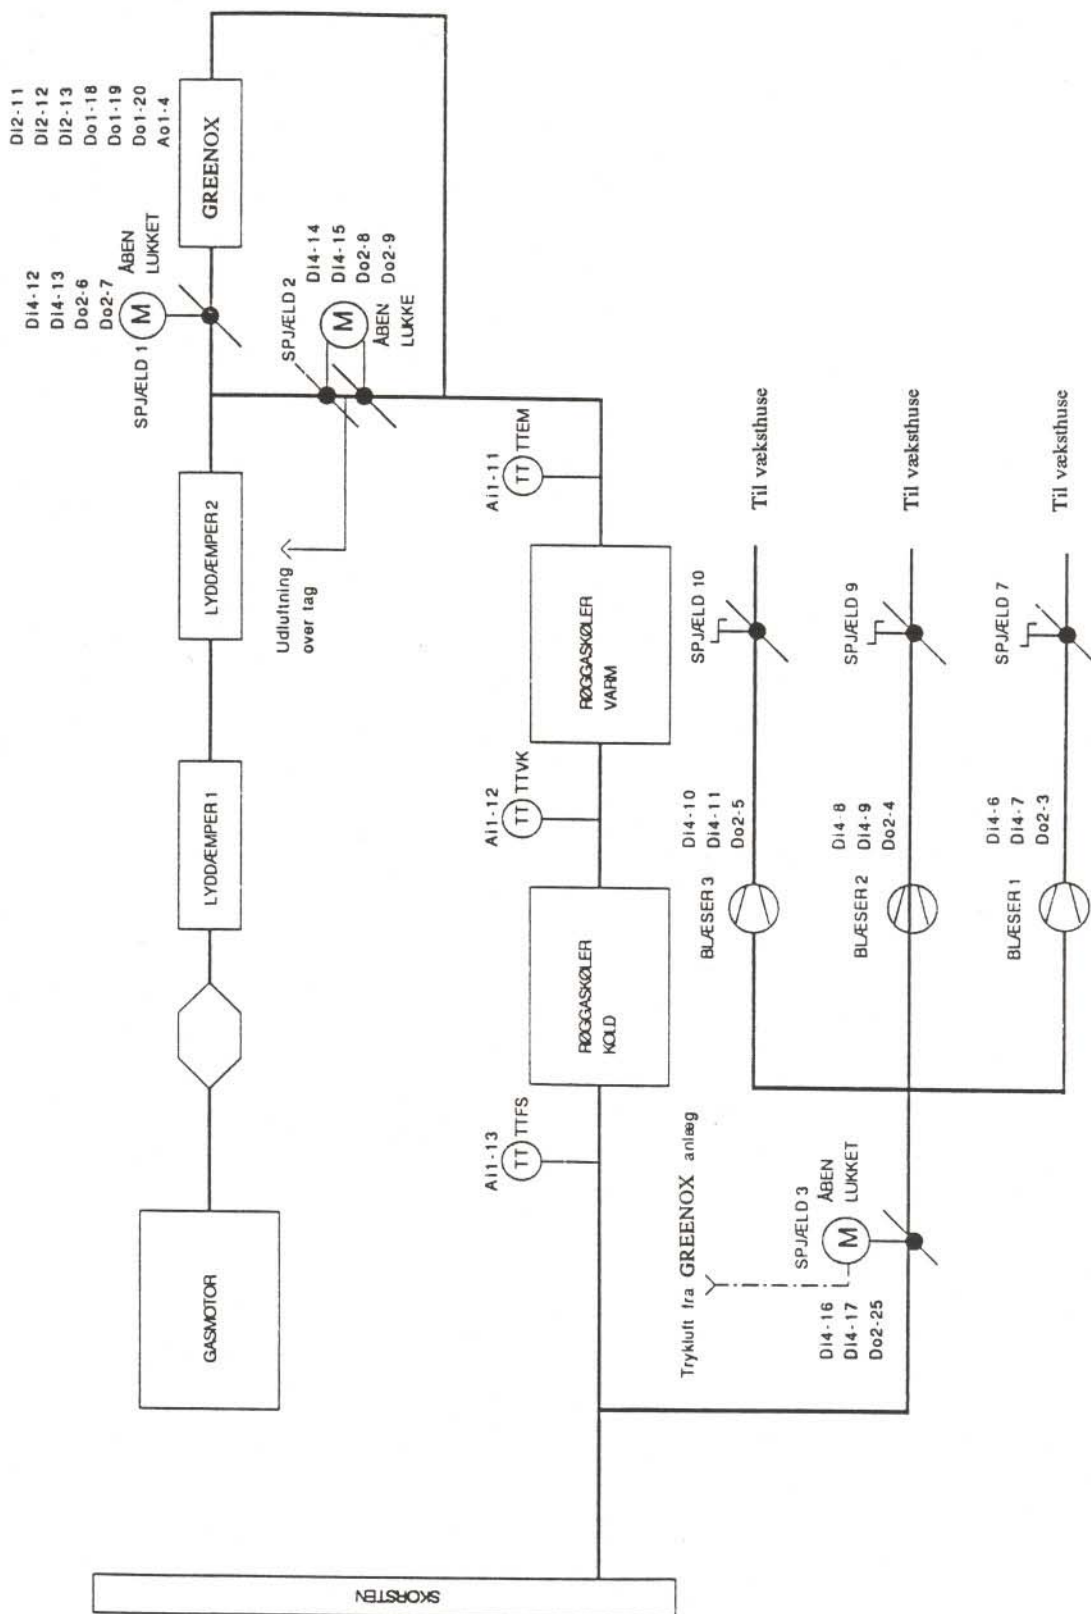 Di2-11
Di2-12
Di2-13
Do1-18
Do1-19
Do1-20
Ao1-4
GREENOX
Di4-12
Di4-13
Do2-6
Do2-7
SPJÆLD 1
M
ÅBEN
LUKKET
SPJÆLD 2
Di4-14
Di4-15
Do2-8
Do2-9
M
ÅBEN
LUKKE
LYDDÆMPER 2
Udluftning
over tag
LYDDÆMPER 1
GASMOTOR
Ai1-11
TT TTEM
RØGGASKØLER
VARM
Ai1-12
TT TTVK
RØGGASKØLER
KOLD
Ai1-13
TT TTFS
Til væksthuse
SPJÆLD 10
Di4-10
Di4-11
Do2-5
BLÆSER 3
Til væksthuse
SPJÆLD 9
Di4-8
Di4-9
Do2-4
BLÆSER 2
Til væksthuse
SPJÆLD 7
Di4-6
Di4-7
Do2-3
BLÆSER 1
Trykluft fra GREENOX anlæg
SPJÆLD 3
M
ÅBEN
LUKKET
Di4-16
Di4-17
Do2-25
SKORSTEN